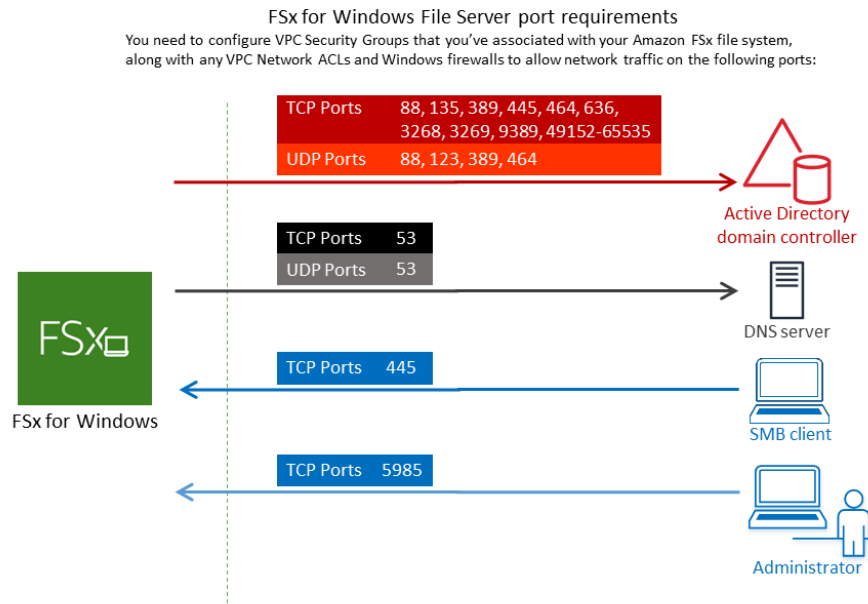 FSx for Windows File Server port requirements
You need to configure VPC Security Groups that you've associated with your Amazon FSx file system,
along with any VPC Network ACLs and Windows firewalls to allow network traffic on the following ports:
TCP Ports 88, 135, 389, 445, 464, 636,
3268, 3269, 9389, 49152-65535
UDP Ports 88, 123, 389, 464
Active Directory
domain controller
TCP Ports 53
UDP Ports 53
DNS server
FSx
FSx for Windows
TCP Ports 445
SMB client
TCP Ports 5985
Administrator